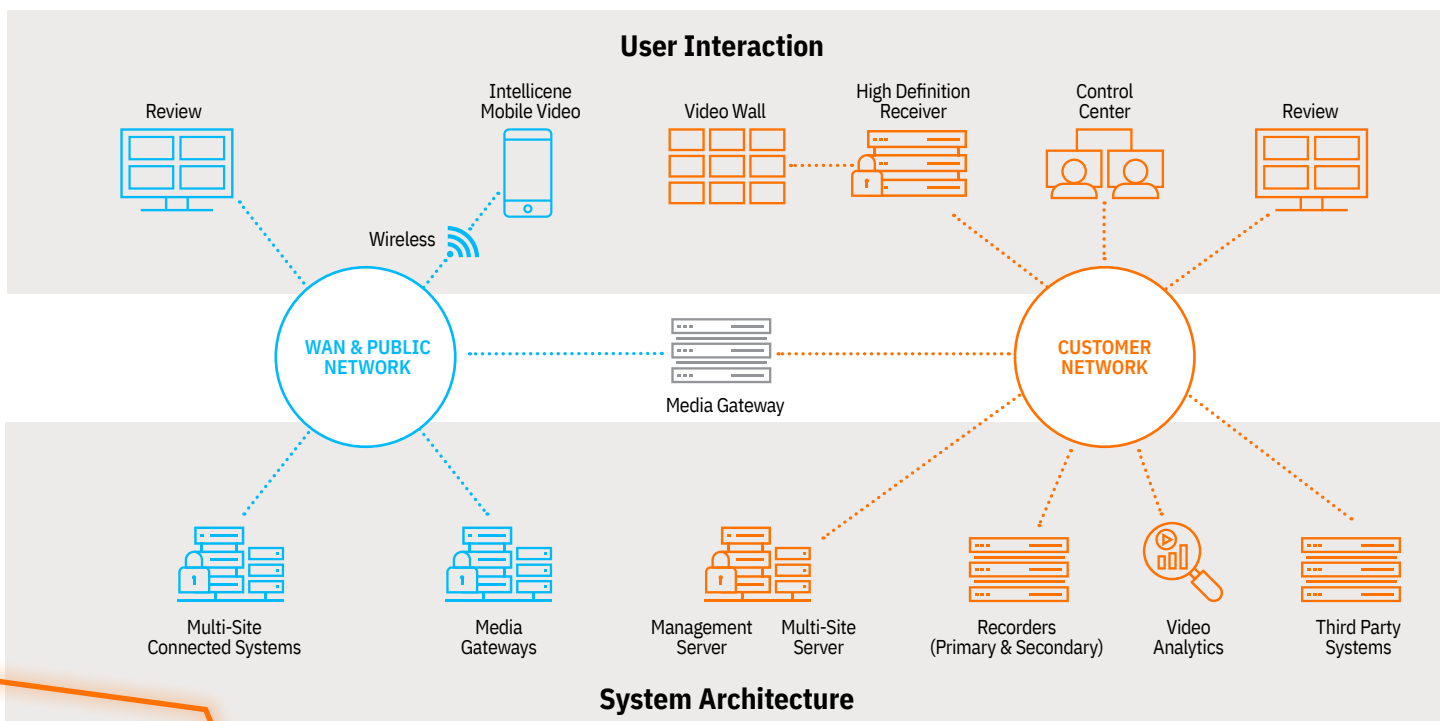 User Interaction
Review
Intellicene
Mobile Video
Video Wall
High Definition
Receiver
Control
Center
Review
Wireless
WAN & PUBLIC
NETWORK
Media Gateway
CUSTOMER
NETWORK
Multi-Site
Connected Systems
Media
Gateways
Management
Server
Multi-Site
Server
Recorders
(Primary & Secondary)
Video
Analytics
Third Party
Systems
System Architecture